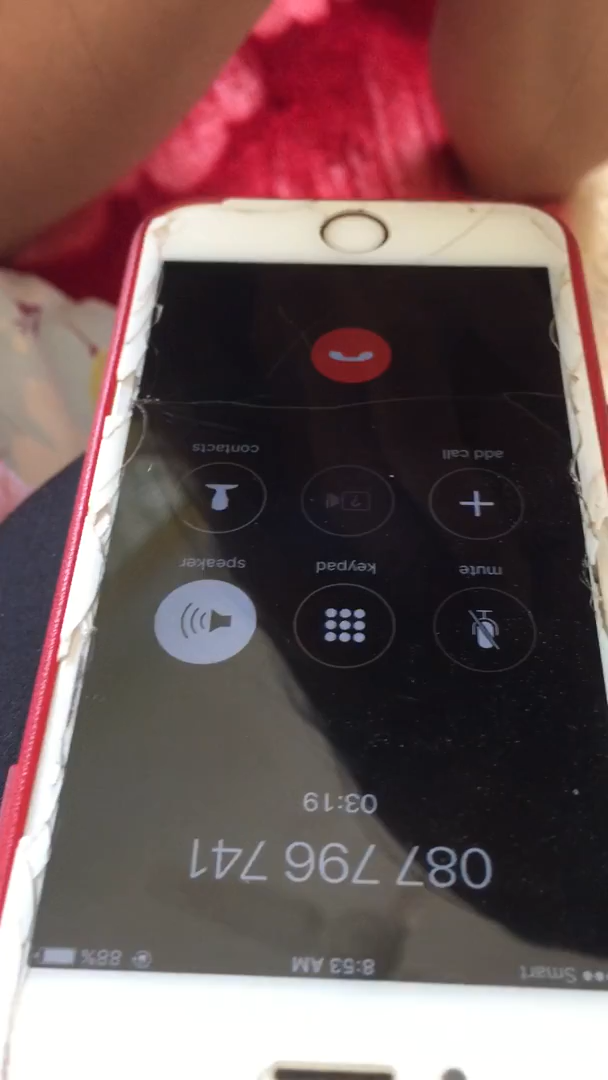 Smart 8:53 AM 88%
087 796 741
03:19
mute keypad speaker
add call contacts